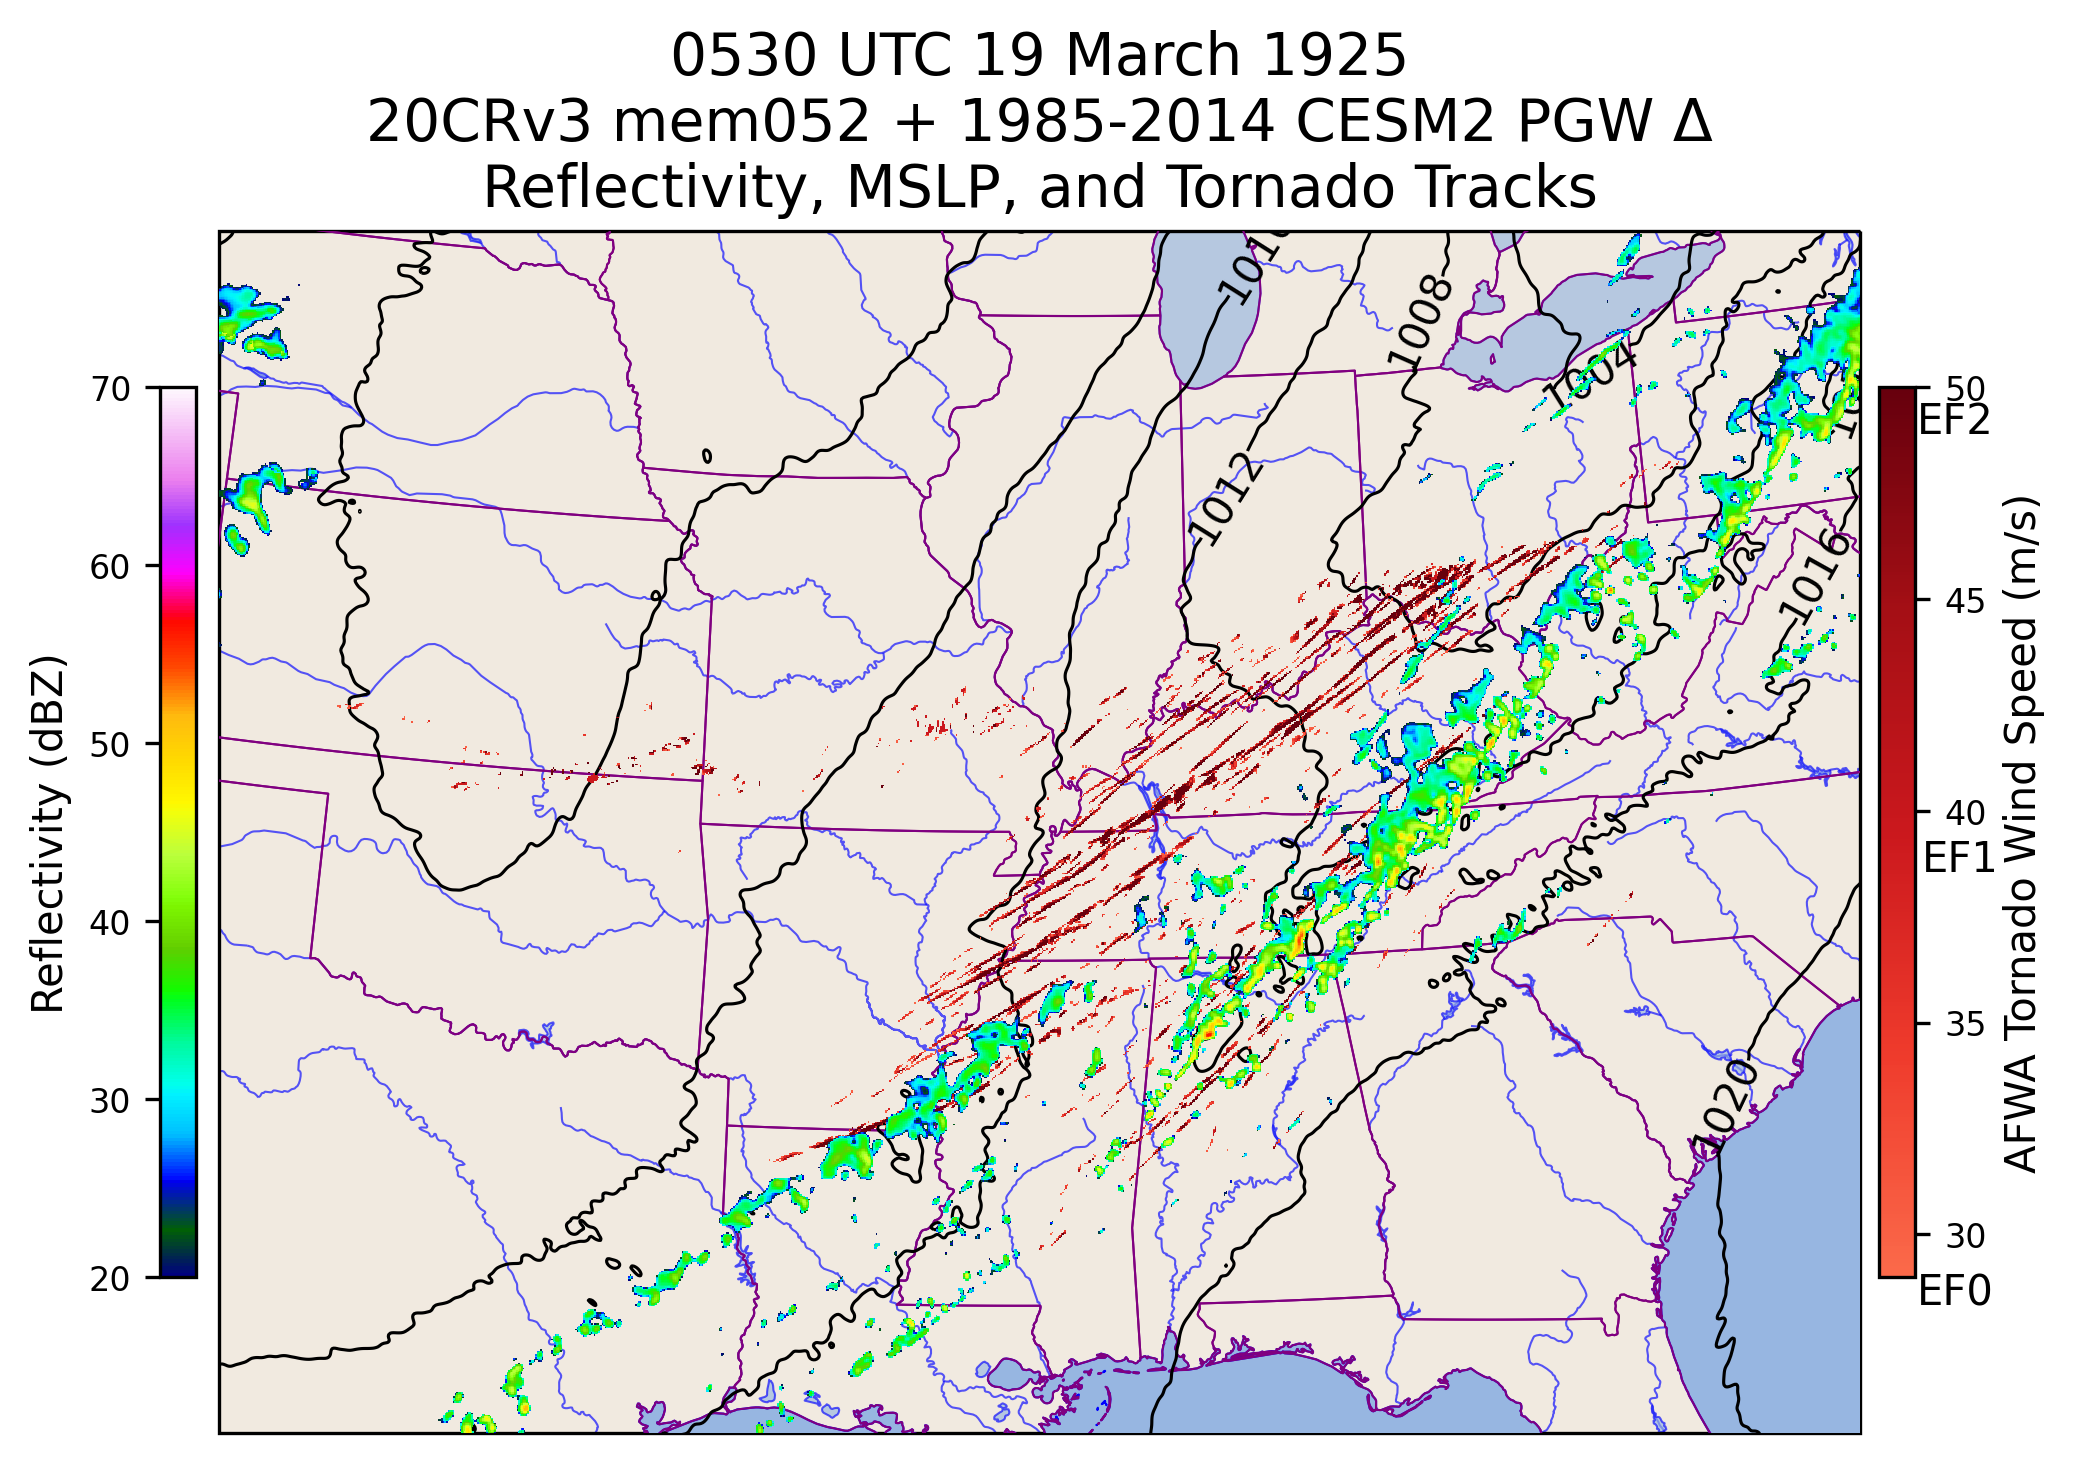 0530 UTC 19 March 1925
20CRv3 mem052 + 1985-2014 CESM2 PGW Δ
Reflectivity, MSLP, and Tornado Tracks
1008
1004
1012
1016
1020
70
60
50
40
30
20
Reflectivity (dBZ)
50
EF2
45
40
EF1
35
30
EF0
AFWA Tornado Wind Speed (m/s)